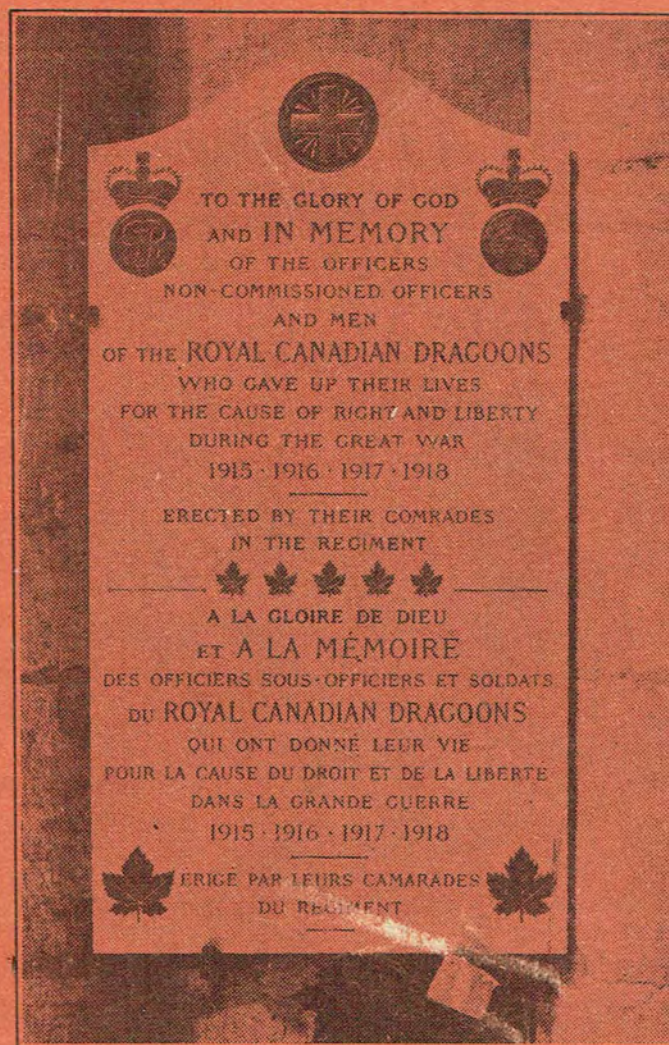 TO THE GLORY OF GOD
AND IN MEMORY
OF THE OFFICERS
NON-COMMISSIONED OFFICERS
AND MEN
OF THE ROYAL CANADIAN DRAGOONS
WHO GAVE UP THEIR LIVES
FOR THE CAUSE OF RIGHT AND LIBERTY
DURING THE GREAT WAR
1915 · 1916 · 1917 · 1918
ERECTED BY THEIR COMRADES
IN THE REGIMENT
A LA GLOIRE DE DIEU
ET A LA MÉMOIRE
DES OFFICIERS SOUS-OFFICIERS ET SOLDATS
DU ROYAL CANADIAN DRAGOONS
QUI ONT DONNÉ LEUR VIE
POUR LA CAUSE DU DROIT ET DE LA LIBERTÉ
DANS LA GRANDE GUERRE
1915 · 1916 · 1917 · 1918
ERIGÉ PAR LEURS CAMARADES
DU REGIMENT